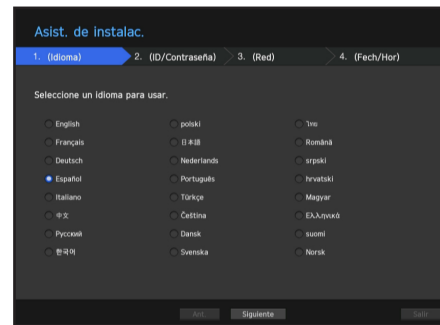 Asist. de instalac.
1. (Idioma) 2. (ID/Contraseña) 3. (Red) 4. (Fech/Hor)
Seleccione un idioma para usar.
English polski ไทย
Français 日本語 Română
Deutsch Nederlands srpski
Español Português hrvatski
Italiano Türkçe Magyar
中文 Čeština Ελληνικά
Русский Dansk suomi
한국어 Svenska Norsk
Ant. Siguiente Salir